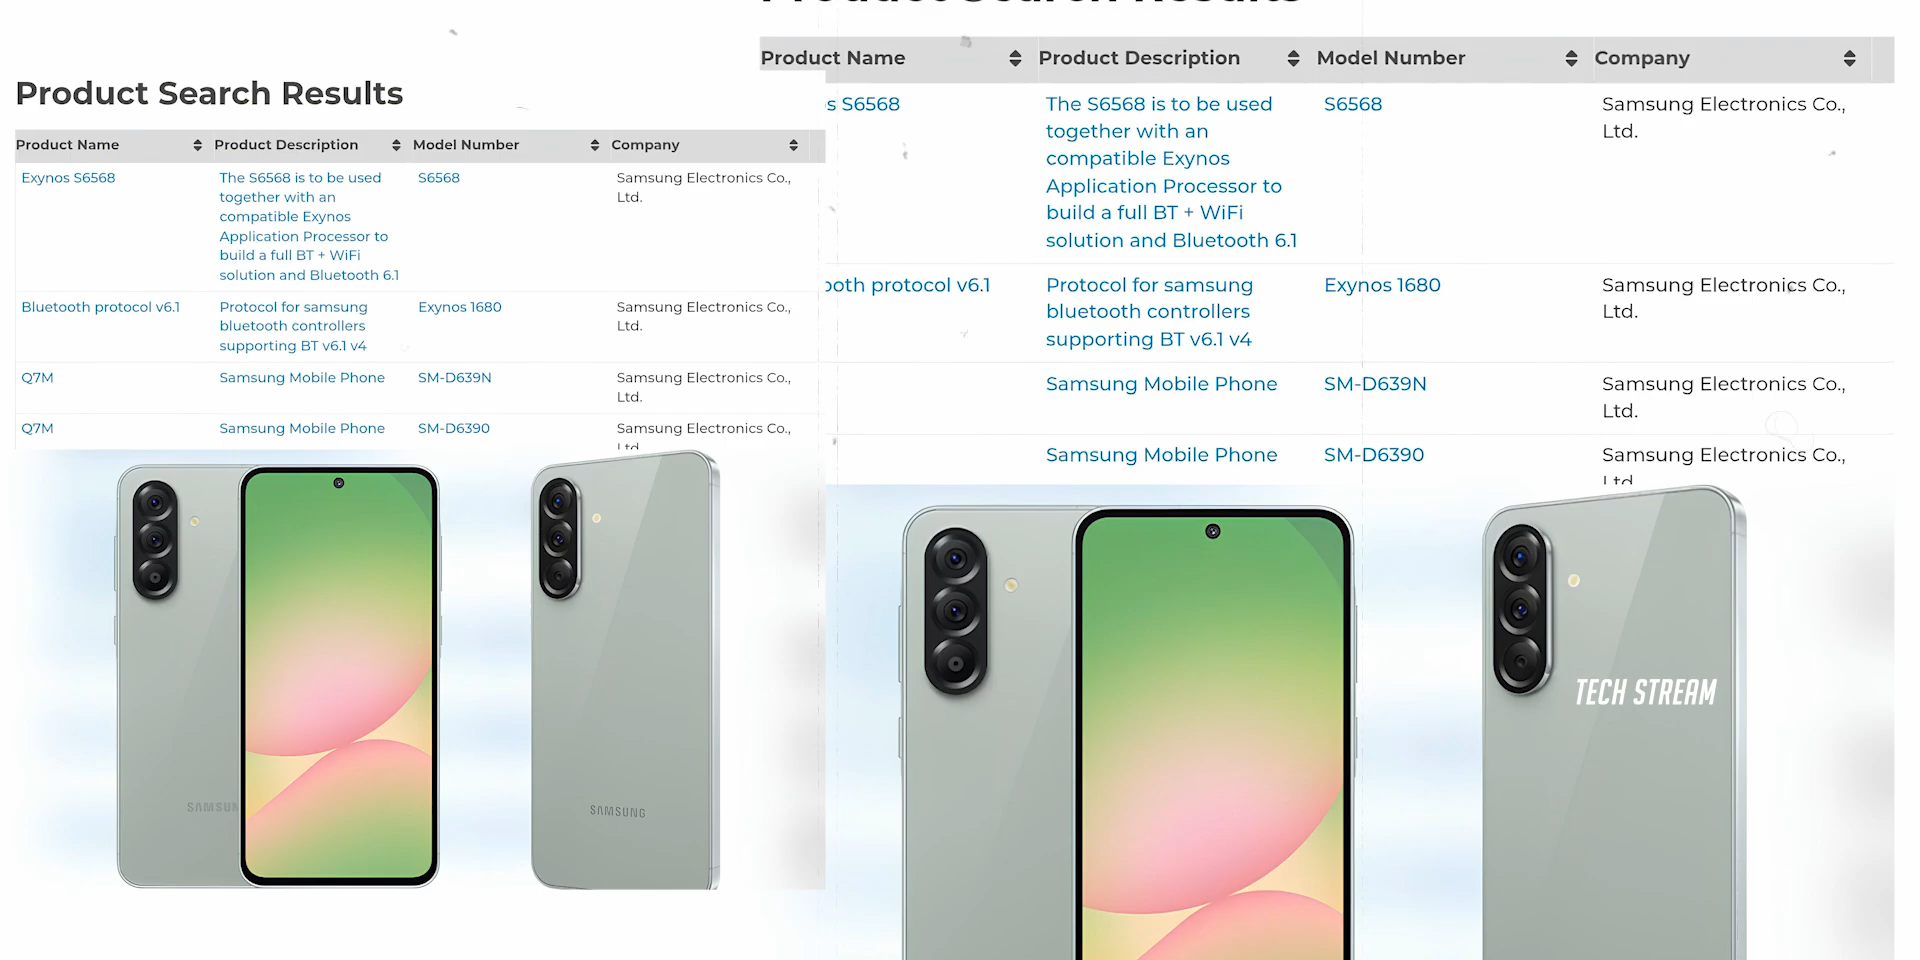 Product Search Results
Product Name
Product Description
Model Number
Company
Exynos S6568
The S6568 is to be used
together with an
compatible Exynos
Application Processor to
build a full BT + WiFi
solution and Bluetooth 6.1
S6568
Samsung Electronics Co.,
Ltd.
Bluetooth protocol v6.1
Protocol for samsung
bluetooth controllers
supporting BT v6.1 v4
Exynos 1680
Samsung Electronics Co.,
Ltd.
Q7M
Samsung Mobile Phone
SM-D639N
Samsung Electronics Co.,
Ltd.
Q7M
Samsung Mobile Phone
SM-D6390
Samsung Electronics Co.,
Ltd
SAMSUN
SAMSUNG
Product Search Results
Product Name
Product Description
Model Number
Company
s S6568
The S6568 is to be used
together with an
compatible Exynos
Application Processor to
build a full BT + WiFi
solution and Bluetooth 6.1
S6568
Samsung Electronics Co.,
Ltd.
ooth protocol v6.1
Protocol for samsung
bluetooth controllers
supporting BT v6.1 v4
Exynos 1680
Samsung Electronics Co.,
Ltd.
Samsung Mobile Phone
SM-D639N
Samsung Electronics Co.,
Ltd.
Samsung Mobile Phone
SM-D6390
Samsung Electronics Co.,
Ltd
TECH STREAM